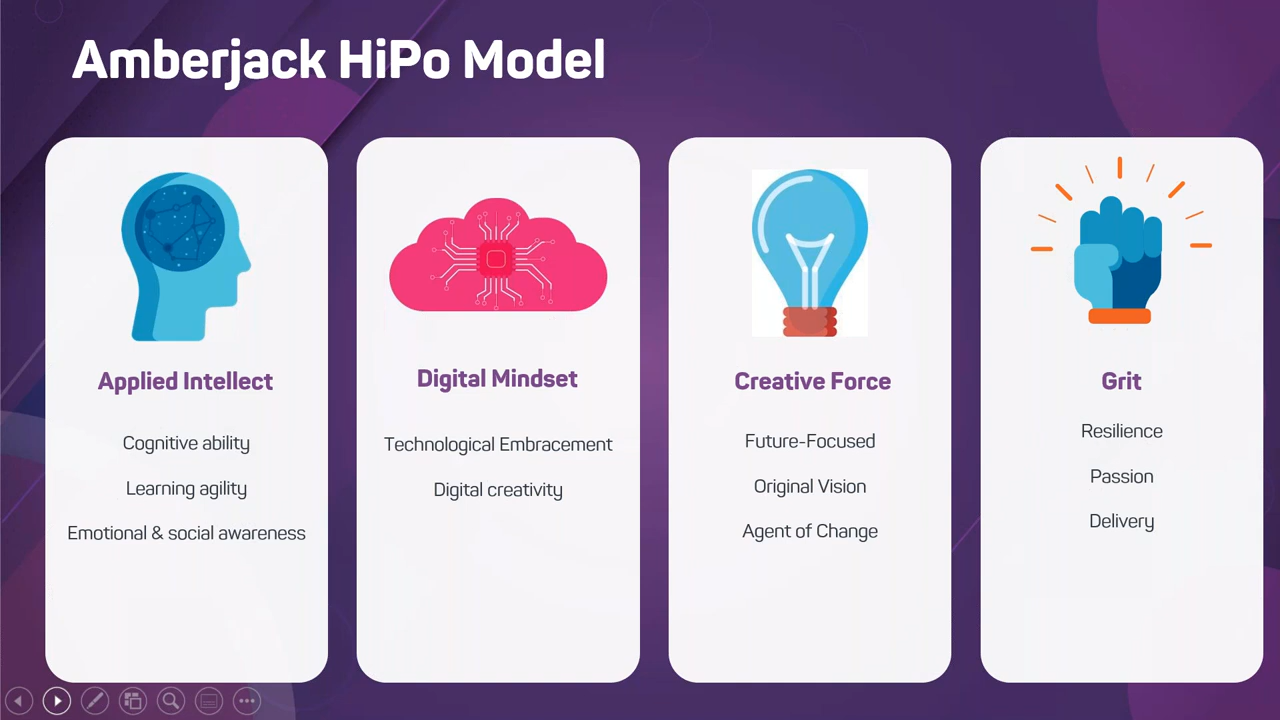 Amberjack HiPo Model
Applied Intellect
Cognitive ability
Learning agility
Emotional & social awareness
Digital Mindset
Technological Embracement
Digital creativity
Creative Force
Future-Focused
Original Vision
Agent of Change
Grit
Resilience
Passion
Delivery